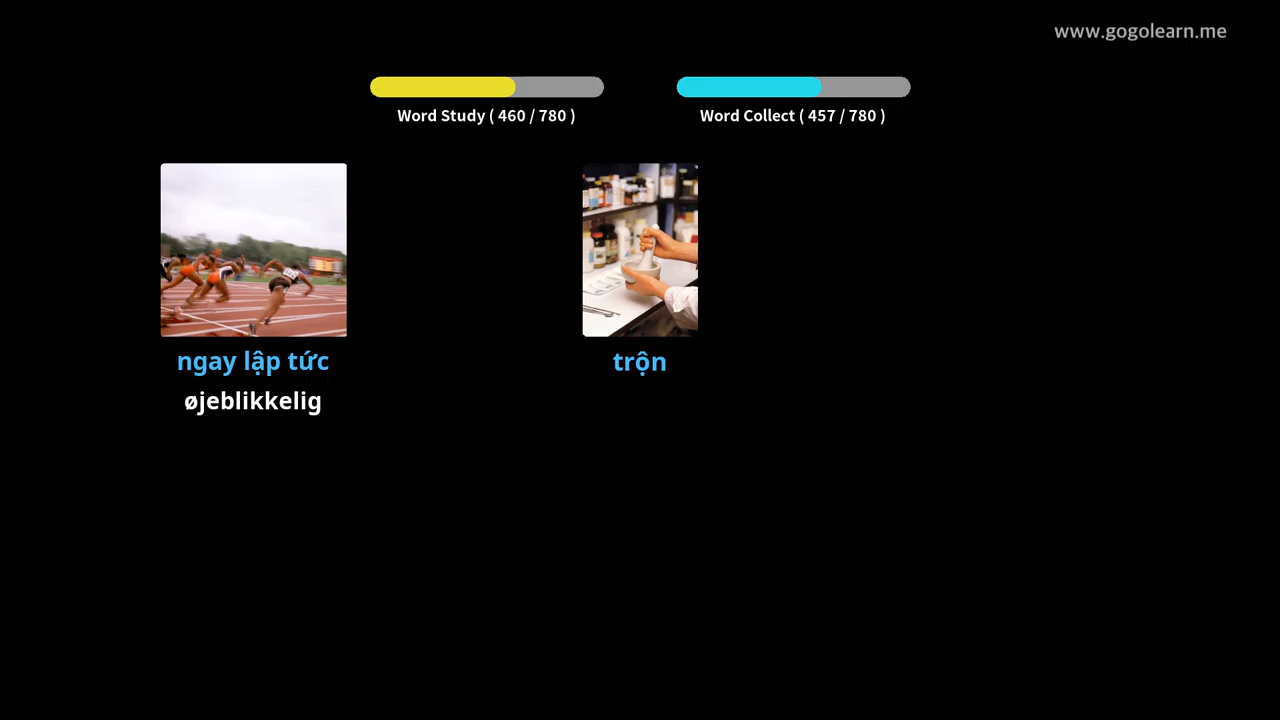 www.gogolearn.me
Word Study ( 460 / 780 )
Word Collect ( 457 / 780 )
ngay lập tức
øjeblikkelig
trộn